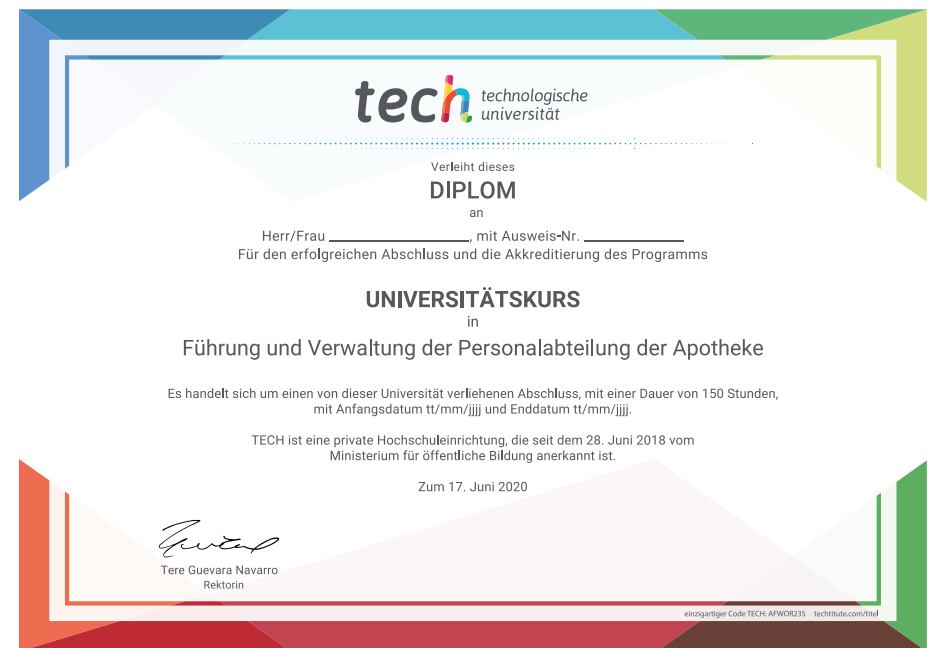 tech technologische
universität
Verleiht dieses
DIPLOM
an
Herr/Frau ____________, mit Ausweis-Nr. ____________
Für den erfolgreichen Abschluss und die Akkreditierung des Programms
UNIVERSITÄTSKURS
in
Führung und Verwaltung der Personalabteilung der Apotheke
Es handelt sich um einen von dieser Universität verliehenen Abschluss, mit einer Dauer von 150 Stunden,
mit Anfangsdatum tt/mm/jjjj und Enddatum tt/mm/jjjj.
TECH ist eine private Hochschuleinrichtung, die seit dem 28. Juni 2018 vom
Ministerium für öffentliche Bildung anerkannt ist.
Zum 17. Juni 2020
Tere Guevara Navarro
Rektorin
einzigartiger Code TECH: AFWOR23S techtitute.com/titel